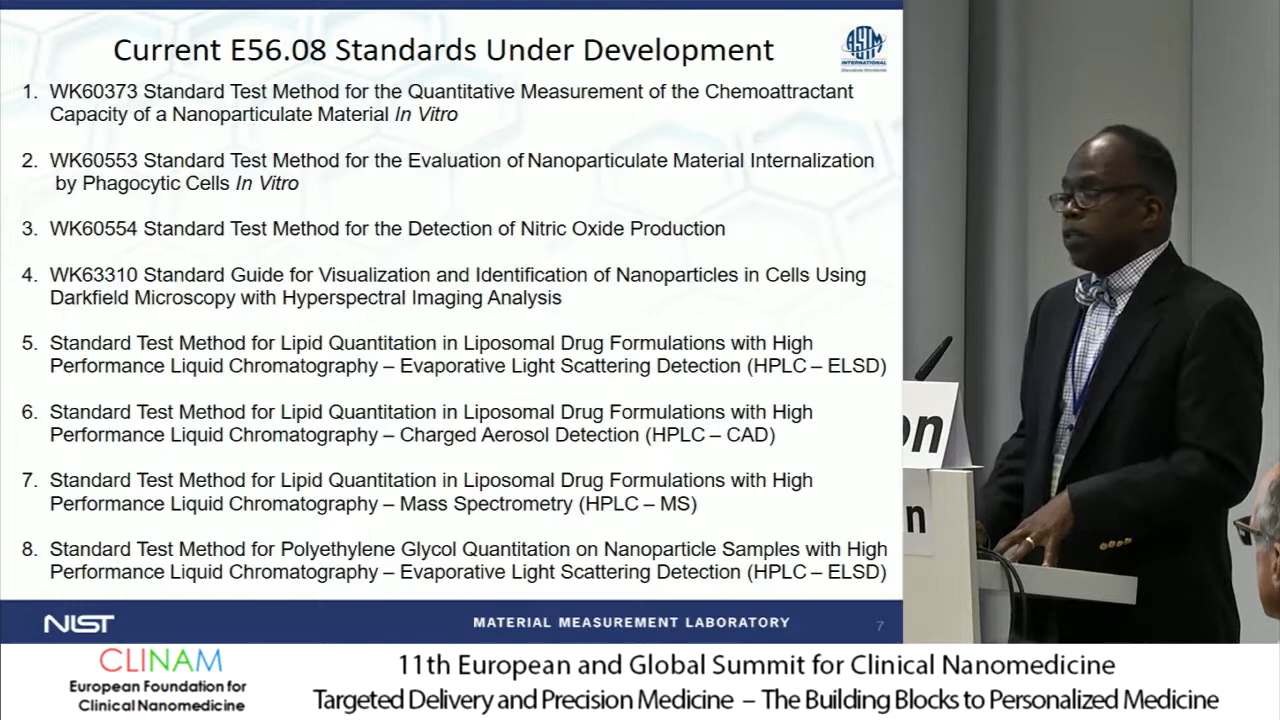 Current E56.08 Standards Under Development
ASTM
INTERNATIONAL
Standards Worldwide
1. WK60373 Standard Test Method for the Quantitative Measurement of the Chemoattractant
Capacity of a Nanoparticulate Material In Vitro
2. WK60553 Standard Test Method for the Evaluation of Nanoparticulate Material Internalization
by Phagocytic Cells In Vitro
3. WK60554 Standard Test Method for the Detection of Nitric Oxide Production
4. WK63310 Standard Guide for Visualization and Identification of Nanoparticles in Cells Using
Darkfield Microscopy with Hyperspectral Imaging Analysis
5. Standard Test Method for Lipid Quantitation in Liposomal Drug Formulations with High
Performance Liquid Chromatography – Evaporative Light Scattering Detection (HPLC – ELSD)
6. Standard Test Method for Lipid Quantitation in Liposomal Drug Formulations with High
Performance Liquid Chromatography – Charged Aerosol Detection (HPLC – CAD)
7. Standard Test Method for Lipid Quantitation in Liposomal Drug Formulations with High
Performance Liquid Chromatography – Mass Spectrometry (HPLC – MS)
8. Standard Test Method for Polyethylene Glycol Quantitation on Nanoparticle Samples with High
Performance Liquid Chromatography – Evaporative Light Scattering Detection (HPLC – ELSD)
NIST
MATERIAL MEASUREMENT LABORATORY
7
on
n
CLINAM
European Foundation for
Clinical Nanomedicine
11th European and Global Summit for Clinical Nanomedicine
Targeted Delivery and Precision Medicine – The Building Blocks to Personalized Medicine